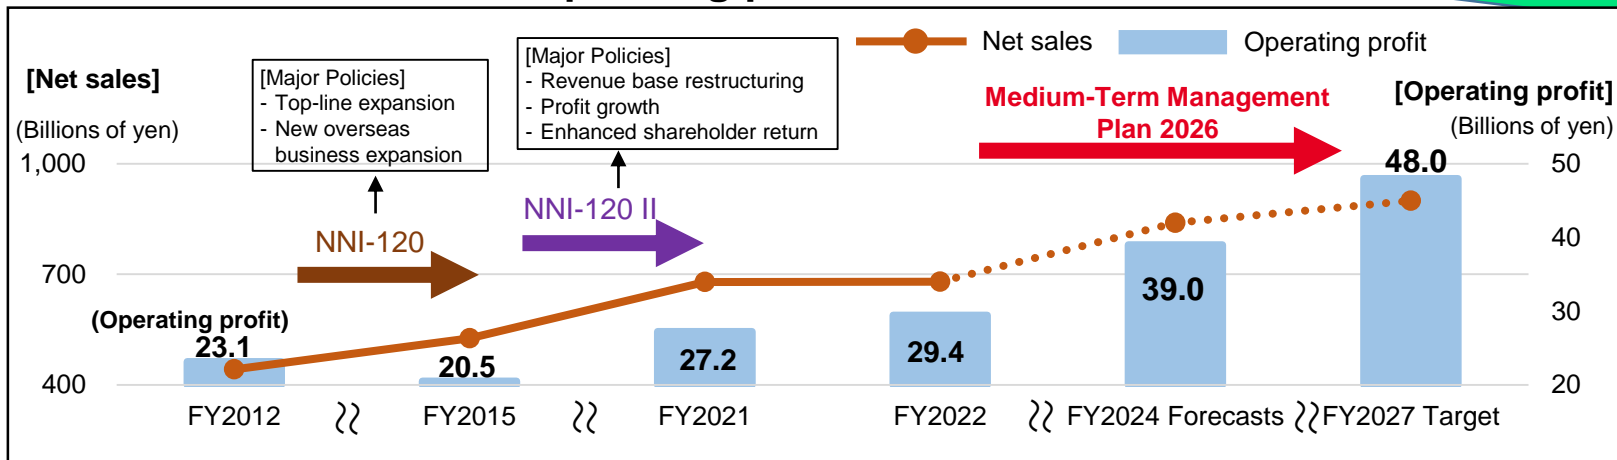 Net sales
Operating profit
[Net sales]
(Billions of yen)
[Major Policies]
- Top-line expansion
- New overseas
business expansion
[Major Policies]
- Revenue base restructuring
- Profit growth
- Enhanced shareholder return
Medium-Term Management
Plan 2026
[Operating profit]
(Billions of yen)
1,000
700
400
50
40
30
20
NNI-120
NNI-120 II
(Operating profit)
23.1
20.5
27.2
29.4
39.0
48.0
FY2012
FY2015
FY2021
FY2022
FY2024 Forecasts
FY2027 Target